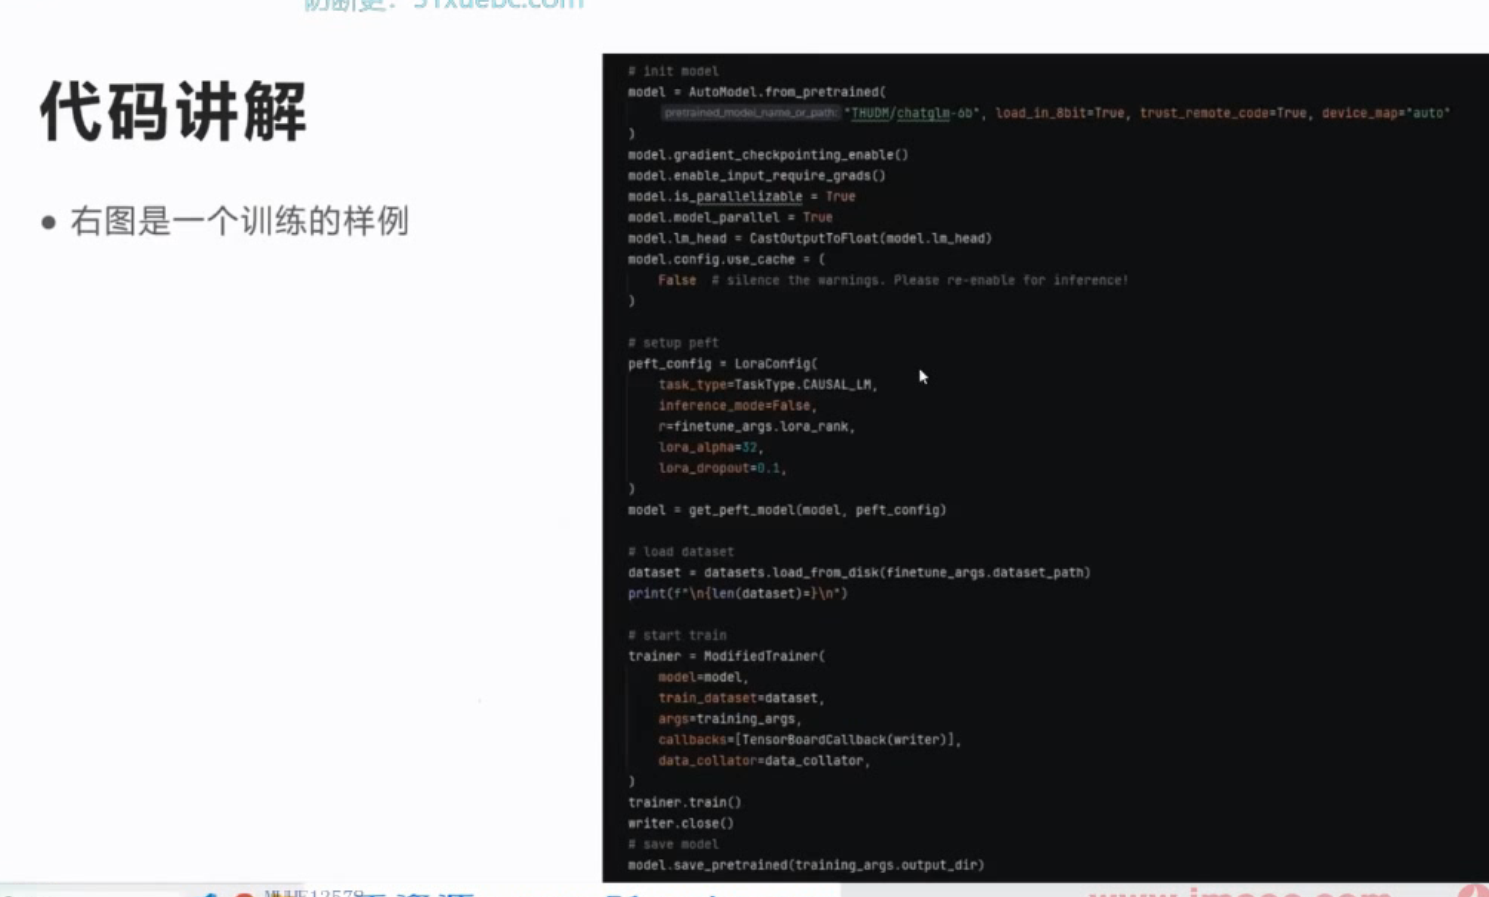 防断更：51xuebc.com
代码讲解
● 右图是一个训练的样例
# init model
model = AutoModel.from_pretrained(
pretrained_model_name_or_path: "THUDM/chatglm-6b", load_in_8bit=True, trust_remote_code=True, device_map="auto"
)
model.gradient_checkpointing_enable()
model.enable_input_require_grads()
model.is_parallelizable = True
model.model_parallel = True
model.lm_head = CastOutputToFloat(model.lm_head)
model.config.use_cache = (
False  # silence the warnings. Please re-enable for inference!
)
# setup peft
peft_config = LoraConfig(
task_type=TaskType.CAUSAL_LM,
inference_mode=False,
r=finetune_args.lora_rank,
lora_alpha=32,
lora_dropout=0.1,
)
model = get_peft_model(model, peft_config)
# load dataset
dataset = datasets.load_from_disk(finetune_args.dataset_path)
print(f"\n{len(dataset)=}\n")
# start train
trainer = ModifiedTrainer(
model=model,
train_dataset=dataset,
args=training_args,
callbacks=[TensorBoardCallback(writer)],
data_collator=data_collator,
)
trainer.train()
writer.close()
# save model
model.save_pretrained(training_args.output_dir)